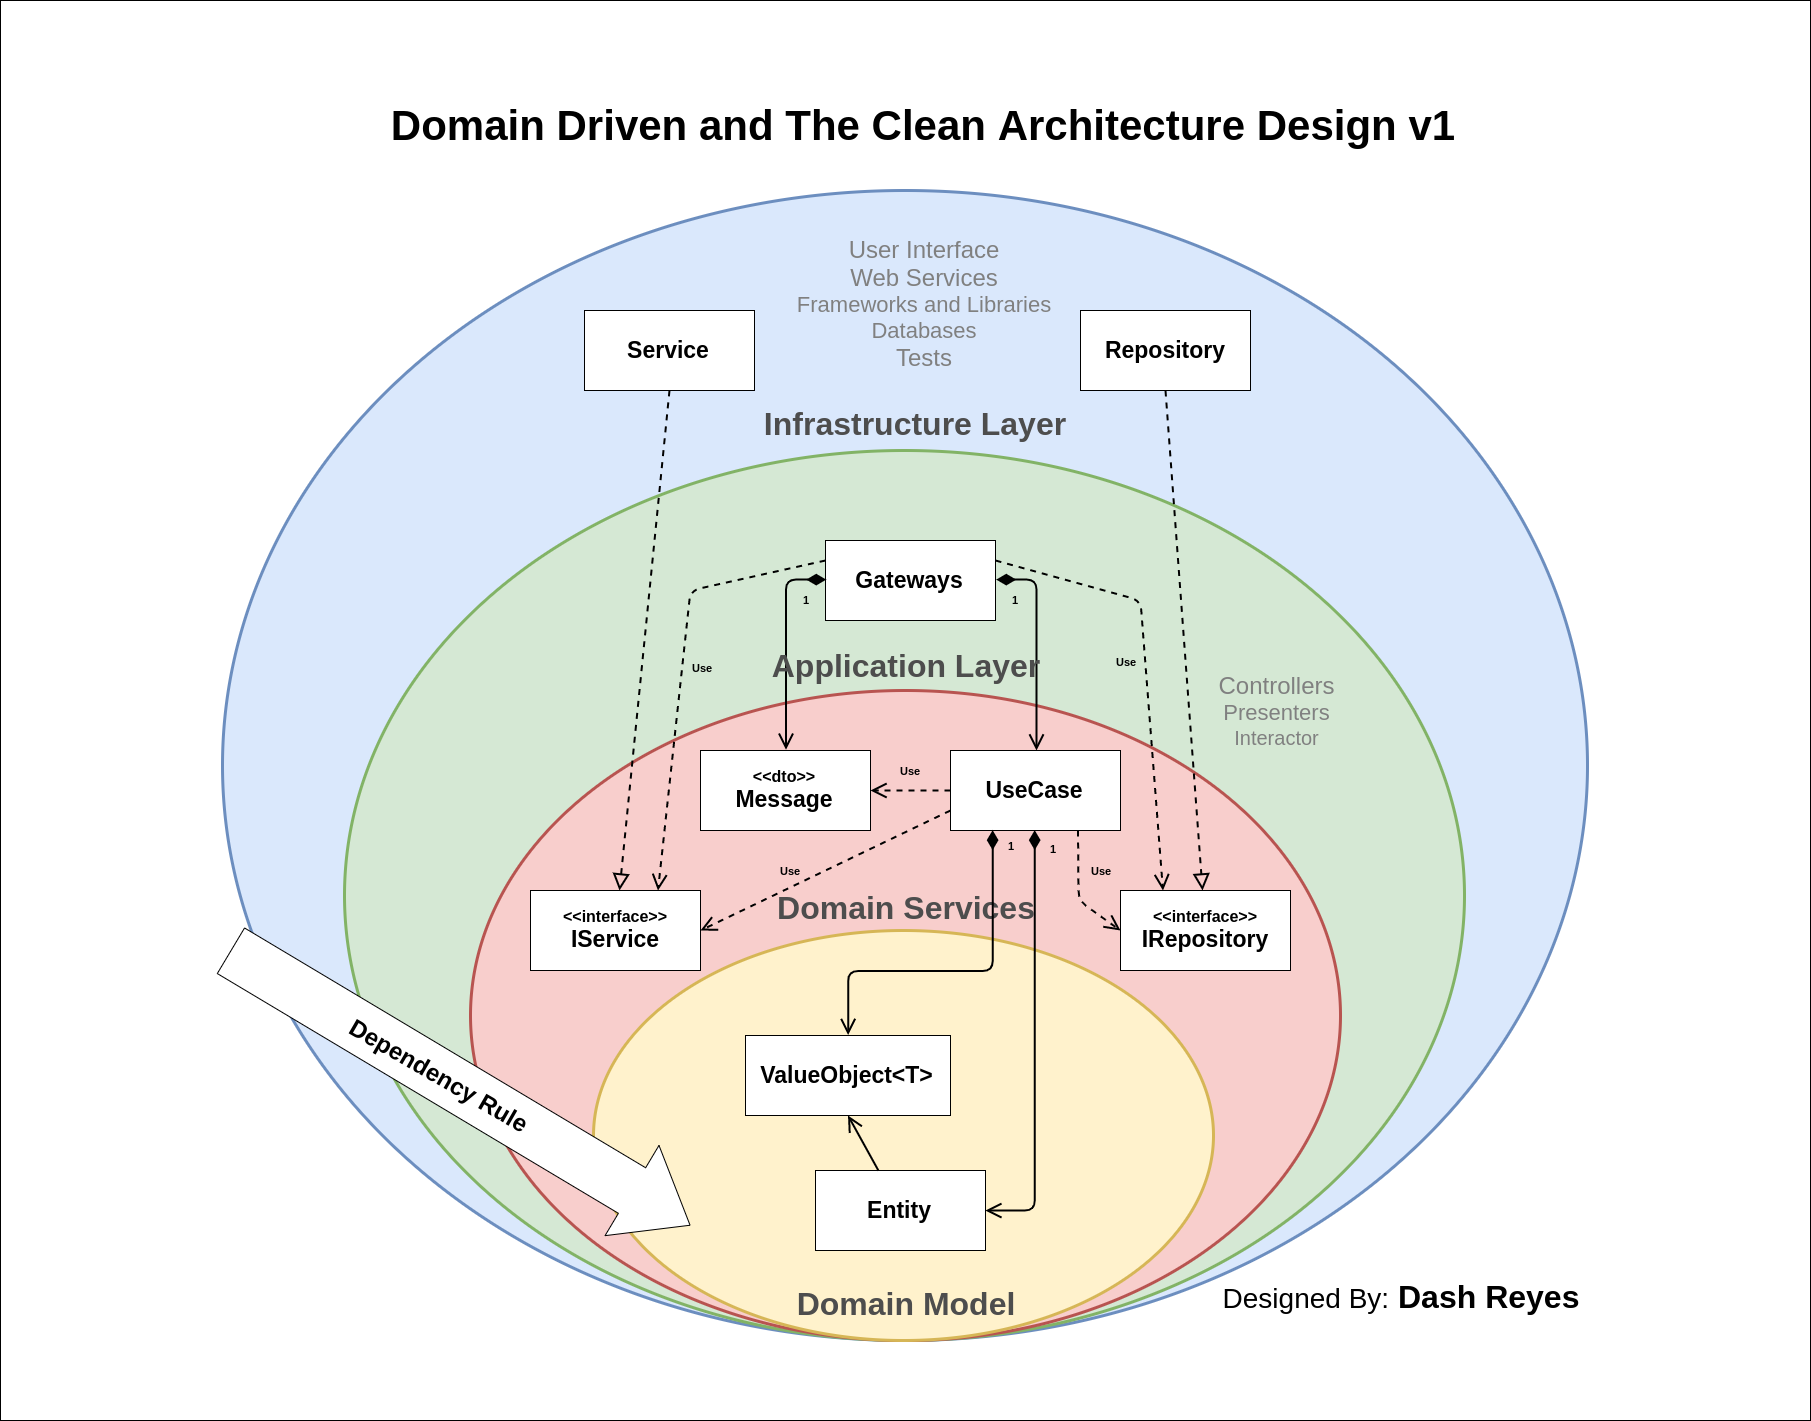 Domain Driven and The Clean Architecture Design v1
User Interface
Web Services
Frameworks and Libraries
Databases
Tests
Service
Repository
Infrastructure Layer
Gateways
1
1
Use
Use
Application Layer
Controllers
Presenters
Interactor
<<dto>>
Message
Use
UseCase
1
1
Use
Use
<<interface>>
IService
Domain Services
<<interface>>
IRepository
Dependency Rule
ValueObject<T>
Entity
Domain Model
Designed By: Dash Reyes